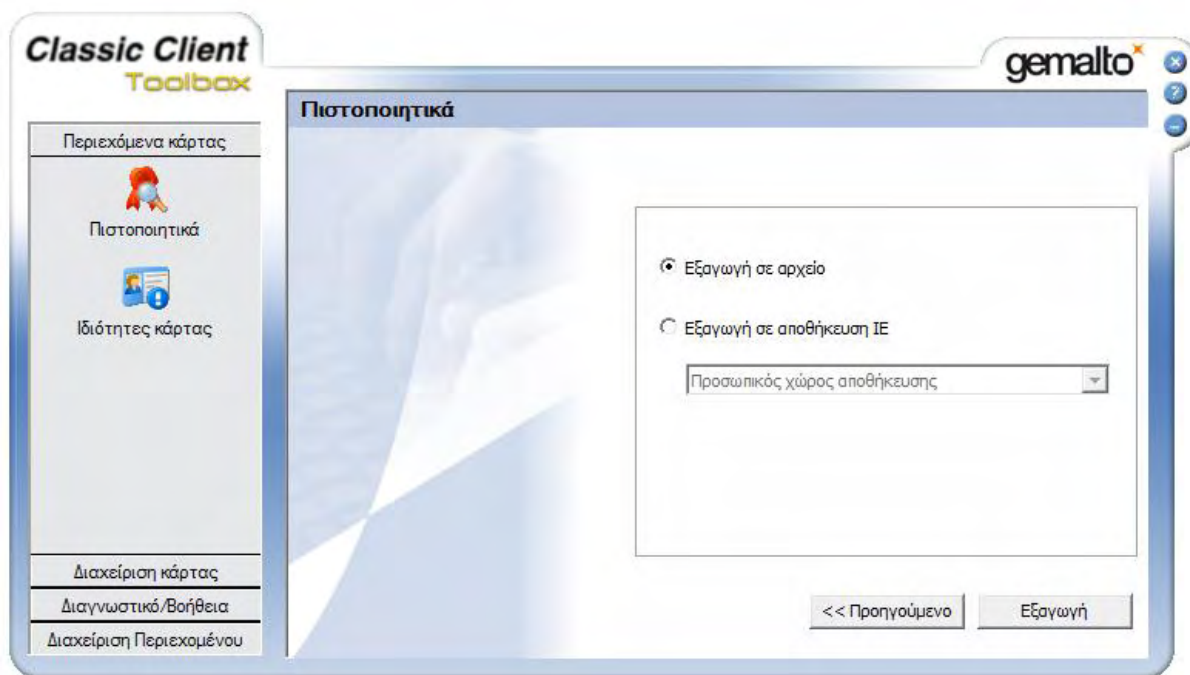 Classic Client
Toolbox
gemalto
Πιστοποιητικά
Περιεχόμενα κάρτας
Πιστοποιητικά
Ιδιότητες κάρτας
Διαχείριση κάρτας
Διαγνωστικό/Βοήθεια
Διαχείριση Περιεχομένου
Εξαγωγή σε αρχείο
Εξαγωγή σε αποθήκευση IE
Προσωπικός χώρος αποθήκευσης
<< Προηγούμενο
Εξαγωγή